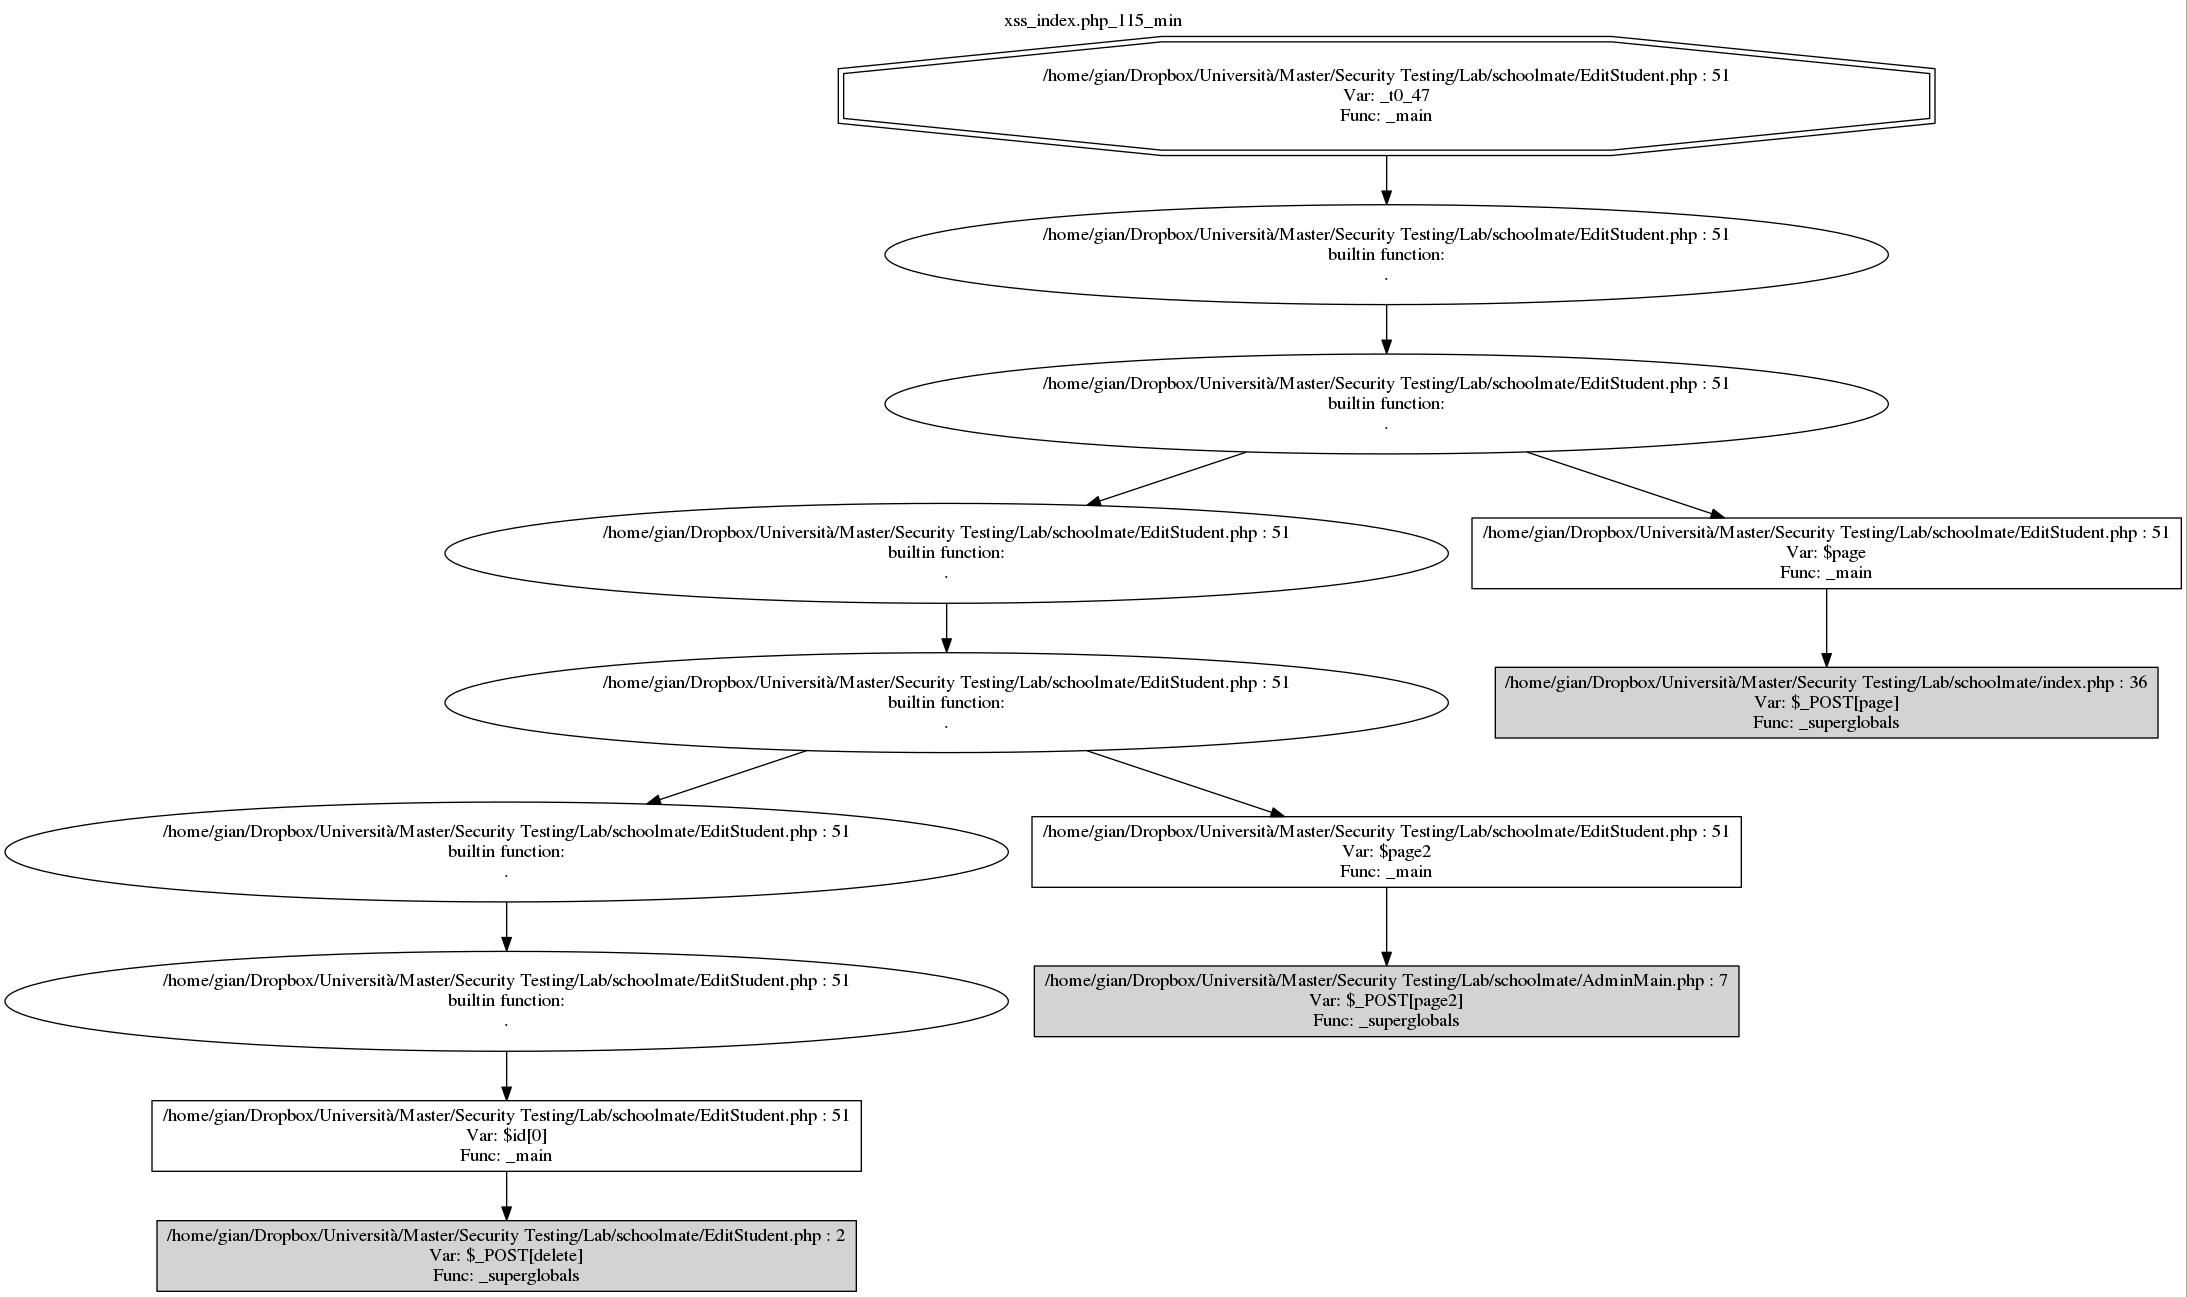 xss_index.php_115_min
/home/gian/Dropbox/Università/Master/Security Testing/Lab/schoolmate/EditStudent.php : 51
Var: _t0_47
Func: _main
/home/gian/Dropbox/Università/Master/Security Testing/Lab/schoolmate/EditStudent.php : 51
builtin function:
.
/home/gian/Dropbox/Università/Master/Security Testing/Lab/schoolmate/EditStudent.php : 51
builtin function:
.
/home/gian/Dropbox/Università/Master/Security Testing/Lab/schoolmate/EditStudent.php : 51
builtin function:
.
/home/gian/Dropbox/Università/Master/Security Testing/Lab/schoolmate/EditStudent.php : 51
Var: $page
Func: _main
/home/gian/Dropbox/Università/Master/Security Testing/Lab/schoolmate/EditStudent.php : 51
builtin function:
.
/home/gian/Dropbox/Università/Master/Security Testing/Lab/schoolmate/index.php : 36
Var: $_POST[page]
Func: _superglobals
/home/gian/Dropbox/Università/Master/Security Testing/Lab/schoolmate/EditStudent.php : 51
builtin function:
.
/home/gian/Dropbox/Università/Master/Security Testing/Lab/schoolmate/EditStudent.php : 51
Var: $page2
Func: _main
/home/gian/Dropbox/Università/Master/Security Testing/Lab/schoolmate/EditStudent.php : 51
builtin function:
.
/home/gian/Dropbox/Università/Master/Security Testing/Lab/schoolmate/AdminMain.php : 7
Var: $_POST[page2]
Func: _superglobals
/home/gian/Dropbox/Università/Master/Security Testing/Lab/schoolmate/EditStudent.php : 51
Var: $id[0]
Func: _main
/home/gian/Dropbox/Università/Master/Security Testing/Lab/schoolmate/EditStudent.php : 2
Var: $_POST[delete]
Func: _superglobals